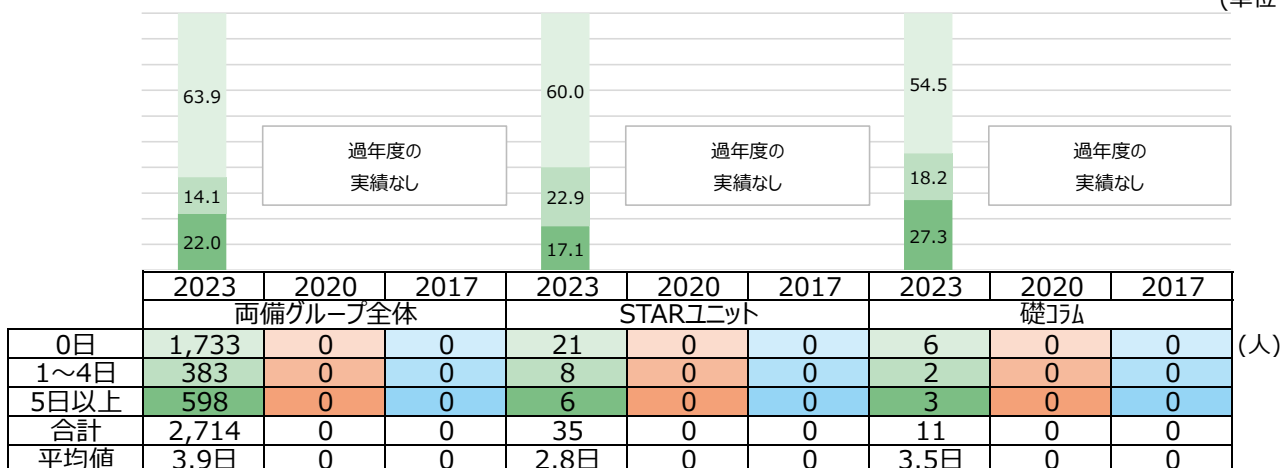 (単位
63.9
60.0
54.5
過年度の
実績なし
過年度の
実績なし
過年度の
実績なし
14.1
22.9
18.2
22.0
17.1
27.3
2023 2020 2017 2023 2020 2017 2023 2020 2017
両備グループ全体 STARユニット 礎コラム
0日 1,733 0 0 21 0 0 6 0 0 (人)
1～4日 383 0 0 8 0 0 2 0 0
5日以上 598 0 0 6 0 0 3 0 0
合計 2,714 0 0 35 0 0 11 0 0
平均値 3.9日 0 0 2.8日 0 0 3.5日 0 0